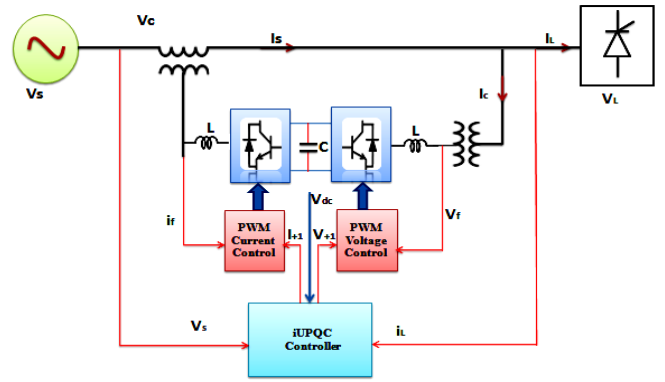 Vc
Is
IL
Vs
VL
Ic
L
C
L
Vdc
if
Vf
PWM
Current
Control
I+1
V+1
PWM
Voltage
Control
Vs
iUPQC
Controller
iL